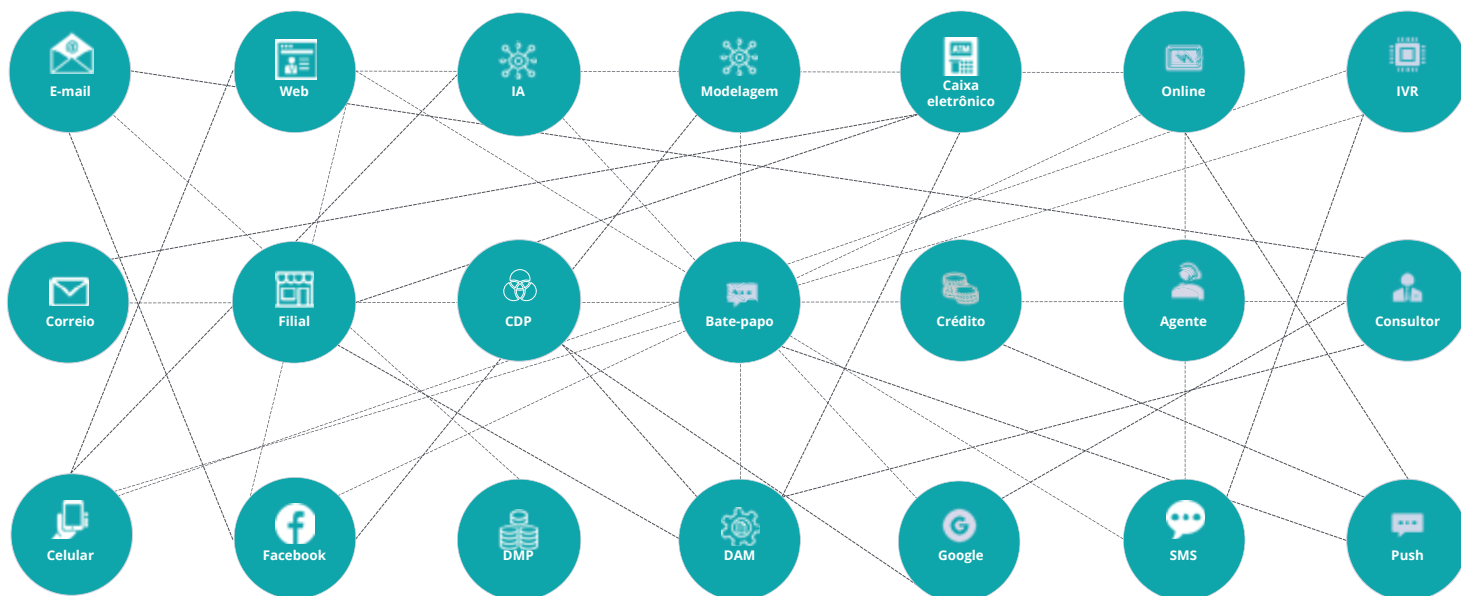 E-mail
Web
IA
Modelagem
ATM
Caixa
eletrônico
Online
IVR
Correio
Filial
CDP
Bate-papo
Crédito
Agente
Consultor
Celular
Facebook
DMP
DAM
Google
SMS
Push